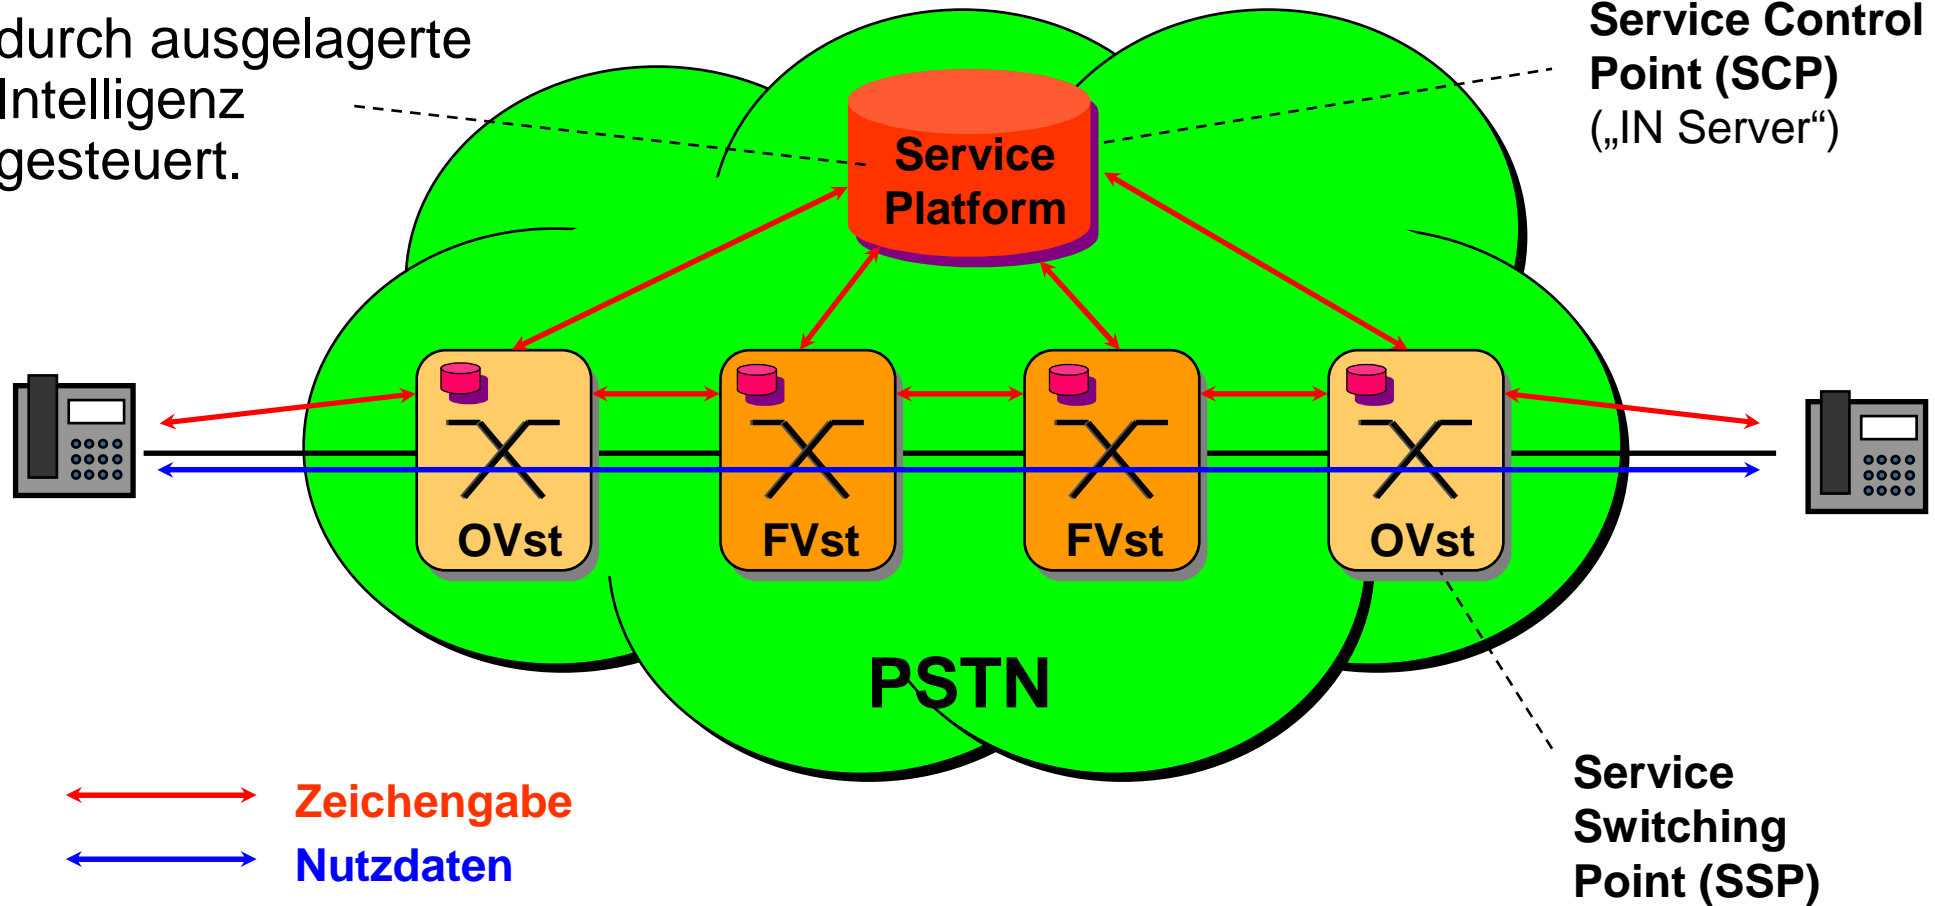 durch ausgelagerte
Intelligenz
gesteuert.
Service Control
Point (SCP)
(„IN Server“)
Service
Platform
OVst
FVst
FVst
OVst
PSTN
Zeichengabe
Nutzdaten
Service
Switching
Point (SSP)